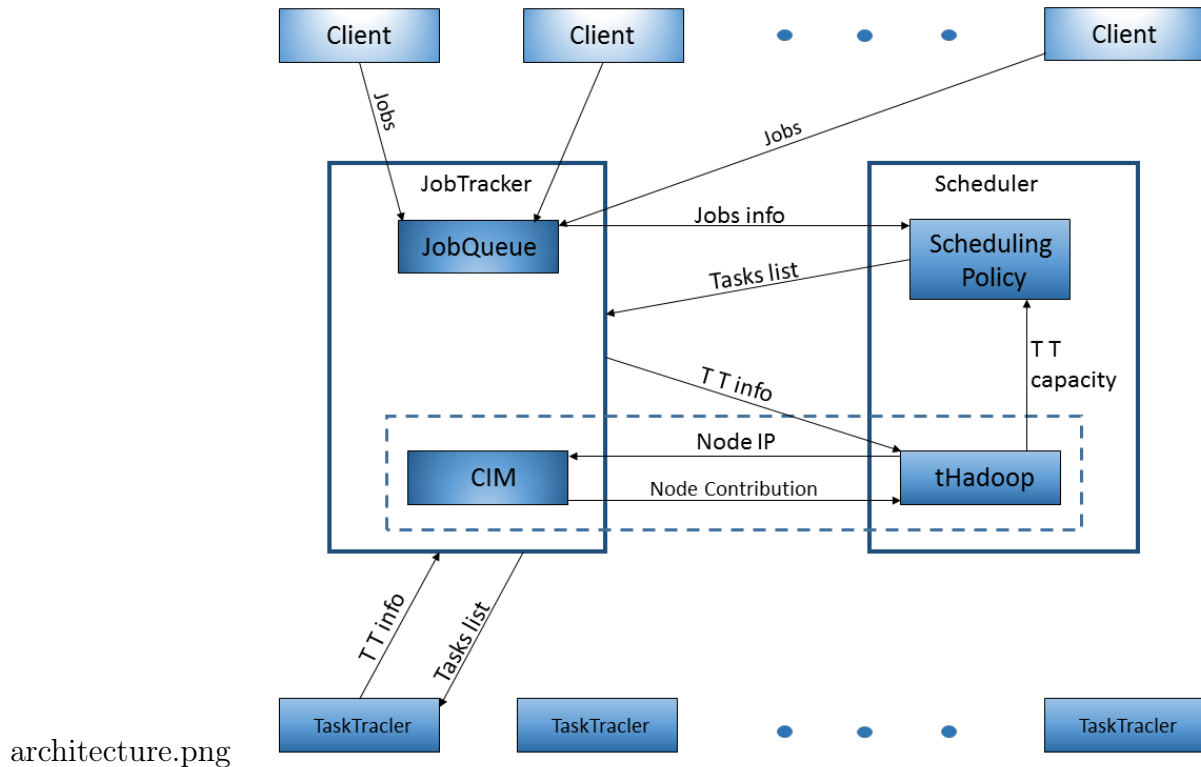 Client
Client
Client
Jobs
Jobs
JobTracker
Scheduler
JobQueue
Jobs info
Scheduling
Policy
Tasks list
T T info
T T
capacity
Node IP
CIM
tHadoop
Node Contribution
T T info
Tasks list
TaskTracler
TaskTracler
TaskTracler
architecture.png